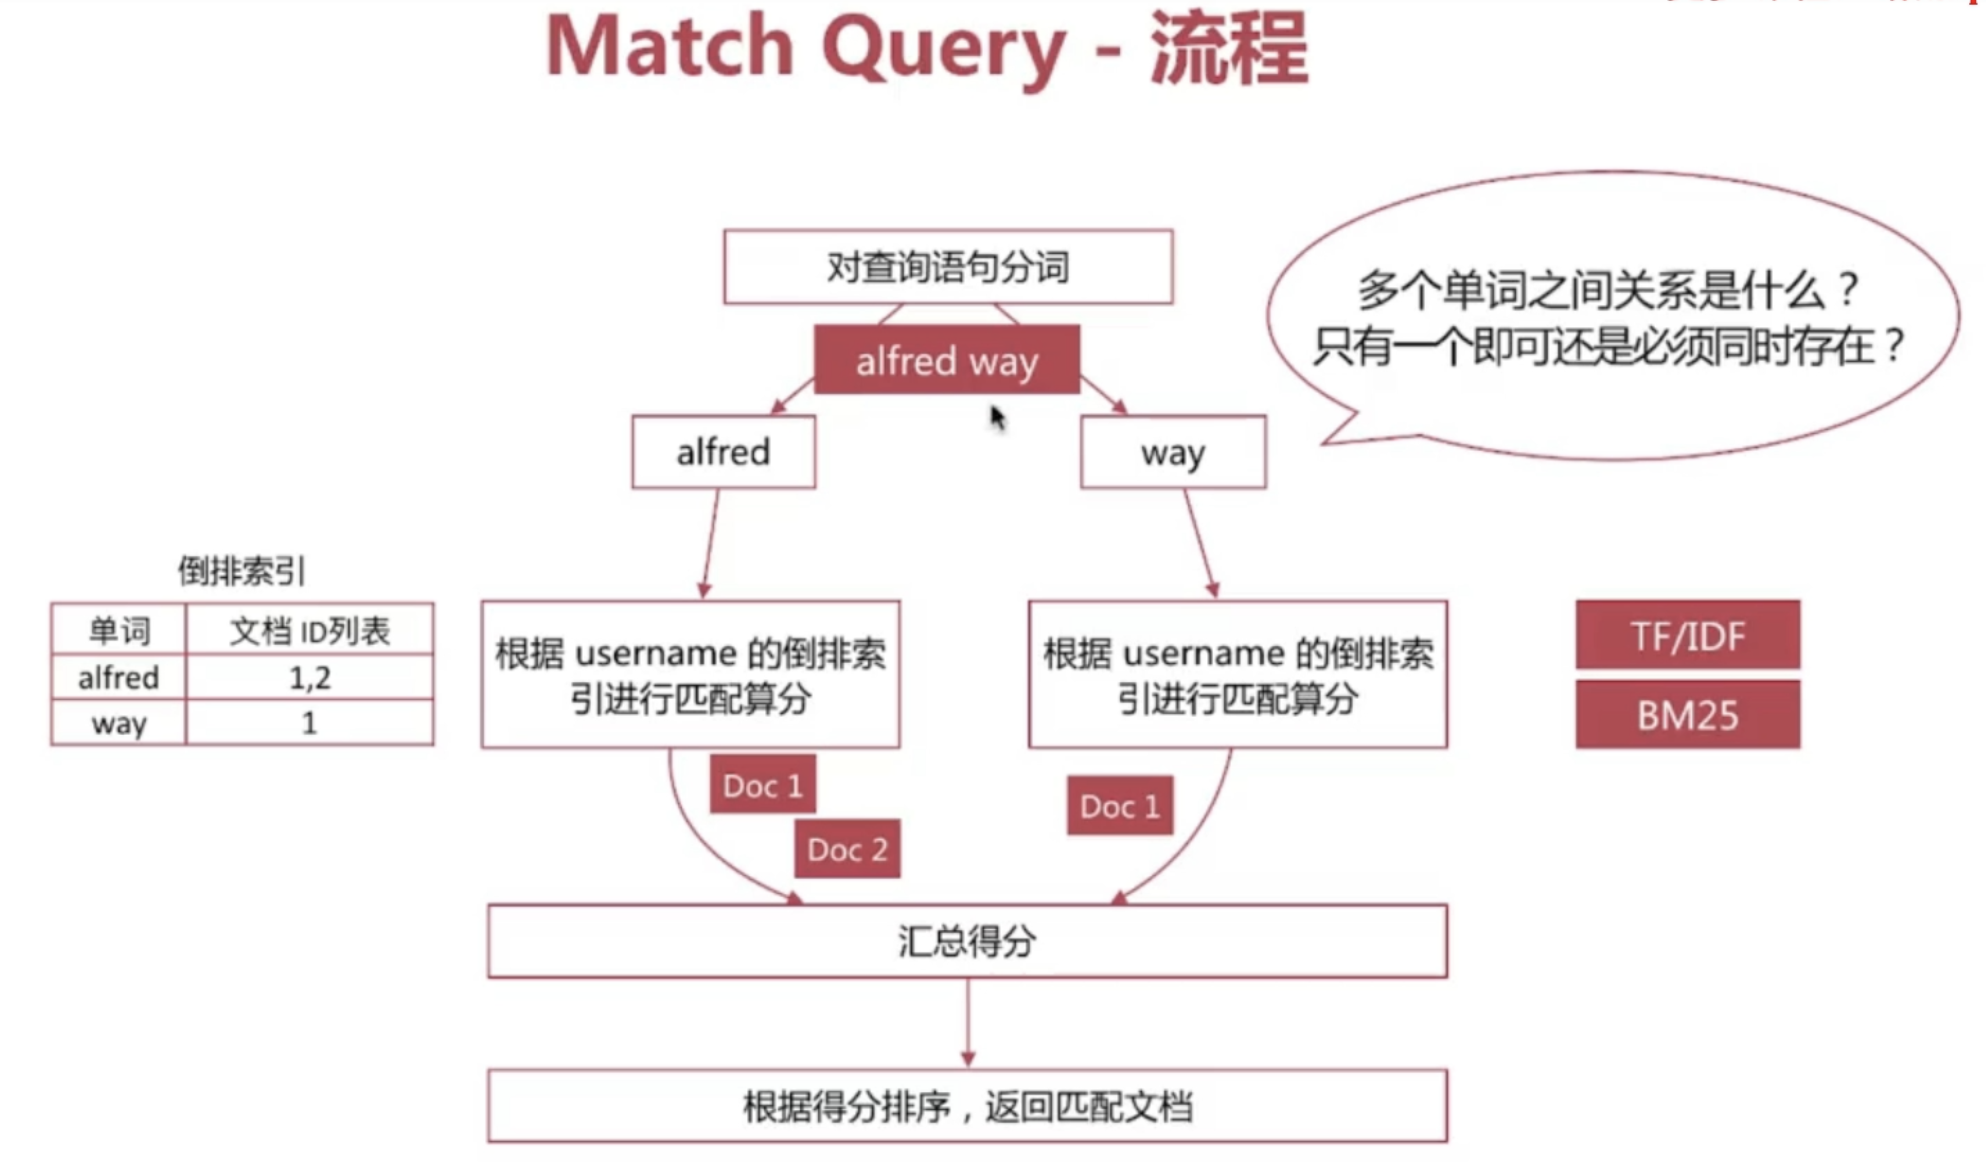 Match Query - 流程
对查询语句分词
alfred way
多个单词之间关系是什么？
只有一个即可还是必须同时存在？
alfred
way
倒排索引
单词 文档 ID列表
alfred 1,2
way 1
根据 username 的倒排索
引进行匹配算分
根据 username 的倒排索
引进行匹配算分
TF/IDF
BM25
Doc 1
Doc 2
Doc 1
汇总得分
根据得分排序，返回匹配文档